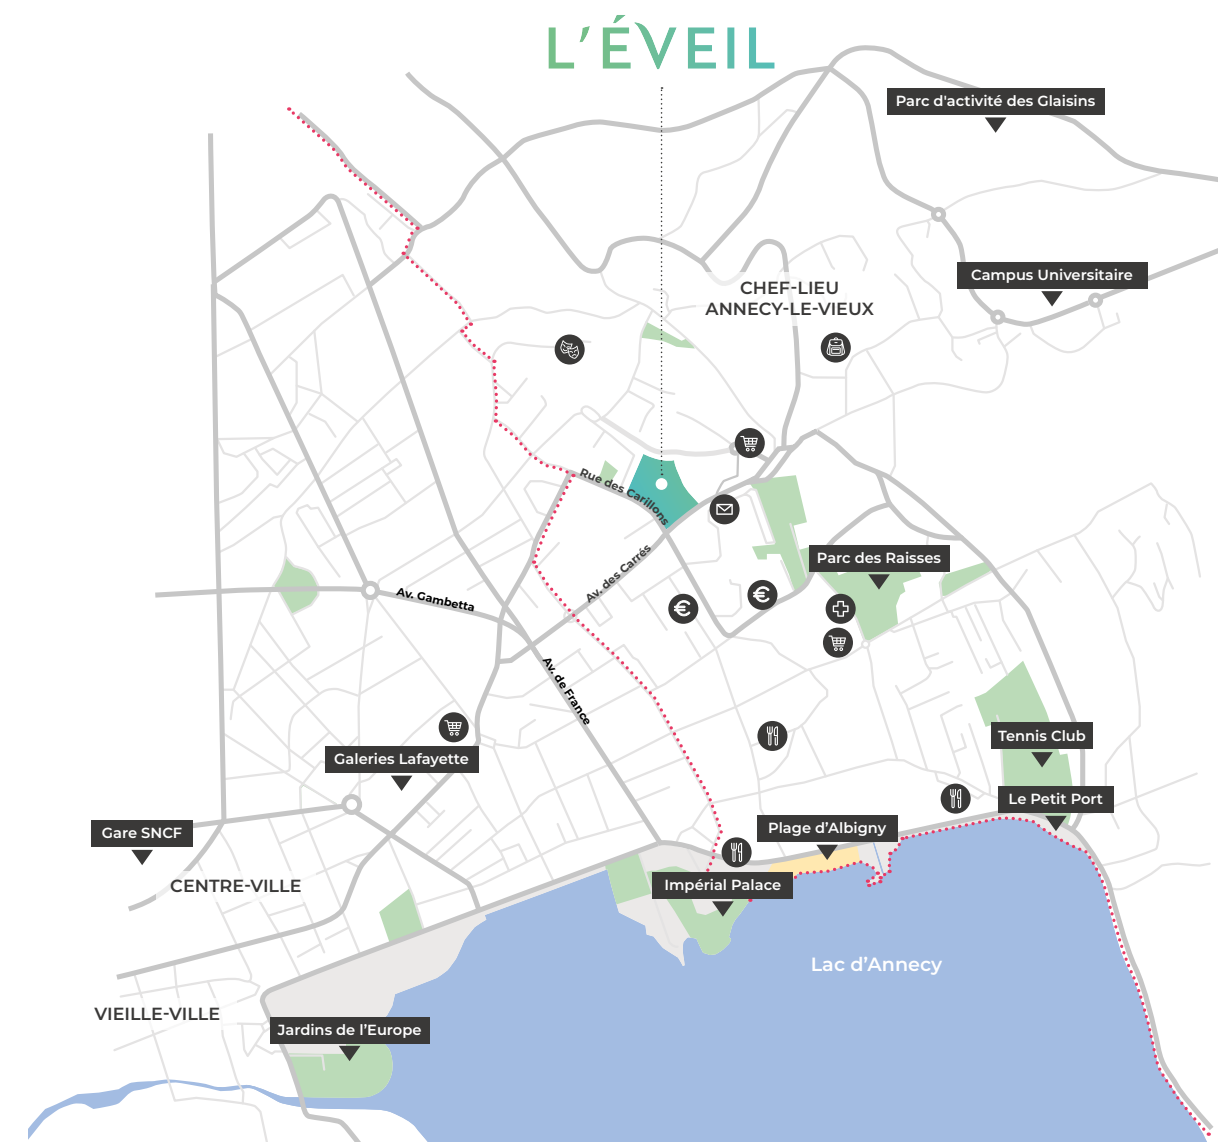 L'ÉVEIL
Parc d'activité des Glaisins
Campus Universitaire
CHEF-LIEU
ANNECY-LE-VIEUX
Rue des Carillons
Av. des Carrés
Parc des Raisses
€
€
Av. Gambetta
Av. de France
Tennis Club
Galeries Lafayette
Le Petit Port
Plage d’Albigny
Gare SNCF
Impérial Palace
CENTRE-VILLE
Lac d’Annecy
VIEILLE-VILLE
Jardins de l’Europe